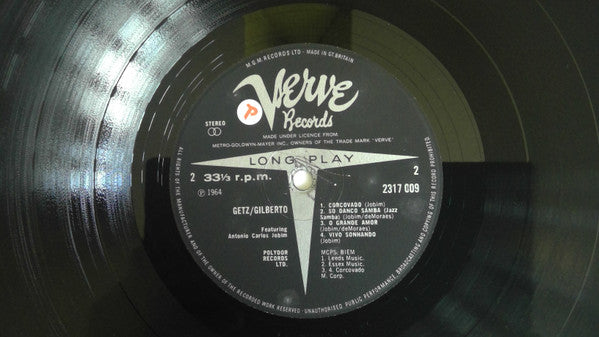 M.G.M RECORDS LTD · MADE IN GT. BRITAIN
Verve
Records
P
STEREO
MADE UNDER LICENCE FROM
METRO-GOLDWYN-MAYER INC., OWNERS OF THE TRADE MARK "VERVE"
LONG PLAY
2 33⅓ r.p.m.
2
℗ 1964
2317 009
GETZ/GILBERTO
Featuring
Antonio Carlos Jobim
POLYDOR
RECORDS
LTD.
1. CORCOVADO (Jobim)
2. SO DANCO SAMBA (Jazz
Samba) (Jobim/deMoraes)
3. O GRANDE AMOR
(Jobim/deMoraes)
4. VIVO SONHANDO
(Jobim)
MCPS: BIEM
1. Leeds Music.
2. Essex Music.
3. 4. Corcovado
M. Corp.
ALL RIGHTS OF THE MANUFACTURER AND OF THE OWNER OF THE RECORDED WORK RESERVED · UNAUTHORISED PUBLIC PERFORMANCE, BROADCASTING AND COPYING OF THIS RECORD PROHIBITED.